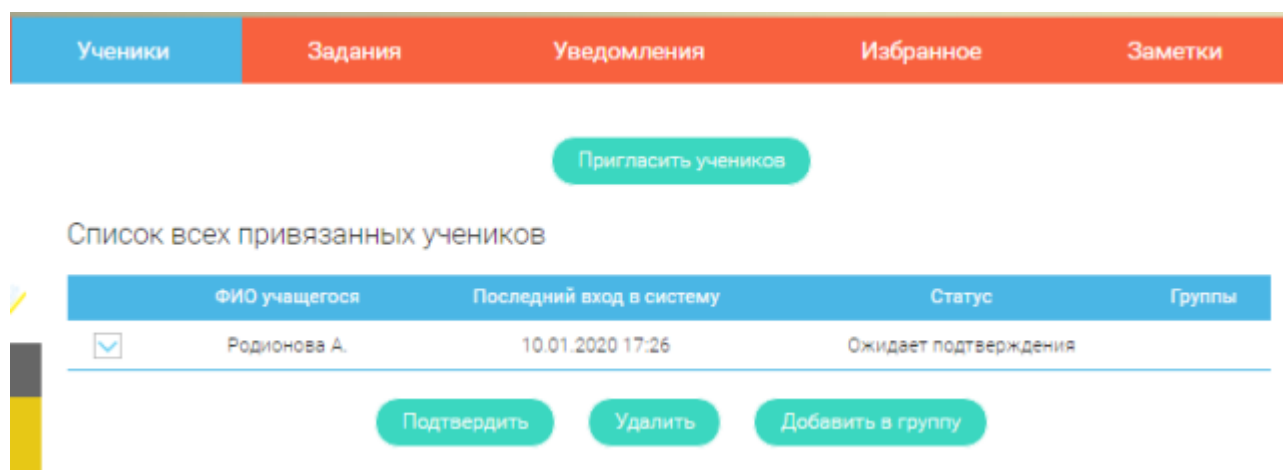 Ученики Задания Уведомления Избранное Заметки
Пригласить учеников
Список всех привязанных учеников
ФИО учащегося Последний вход в систему Статус Группы
Родионова А. 10.01.2020 17:26 Ожидает подтверждения
Подтвердить Удалить Добавить в группу